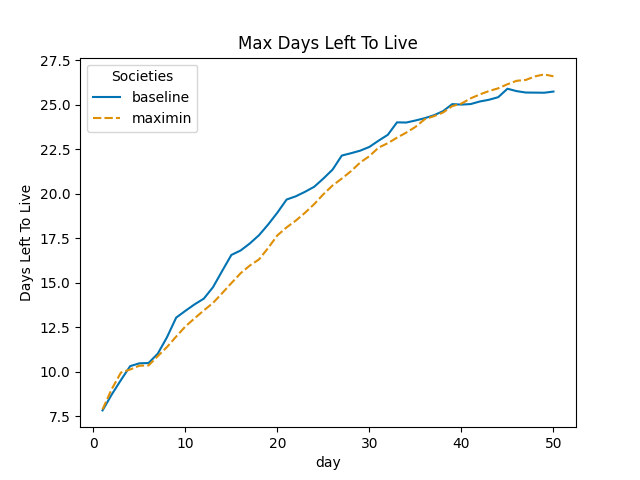 Max Days Left To Live
Days Left To Live
27.5
25.0
22.5
20.0
17.5
15.0
12.5
10.0
7.5
Societies
baseline
maximin
0 10 20 30 40 50
day